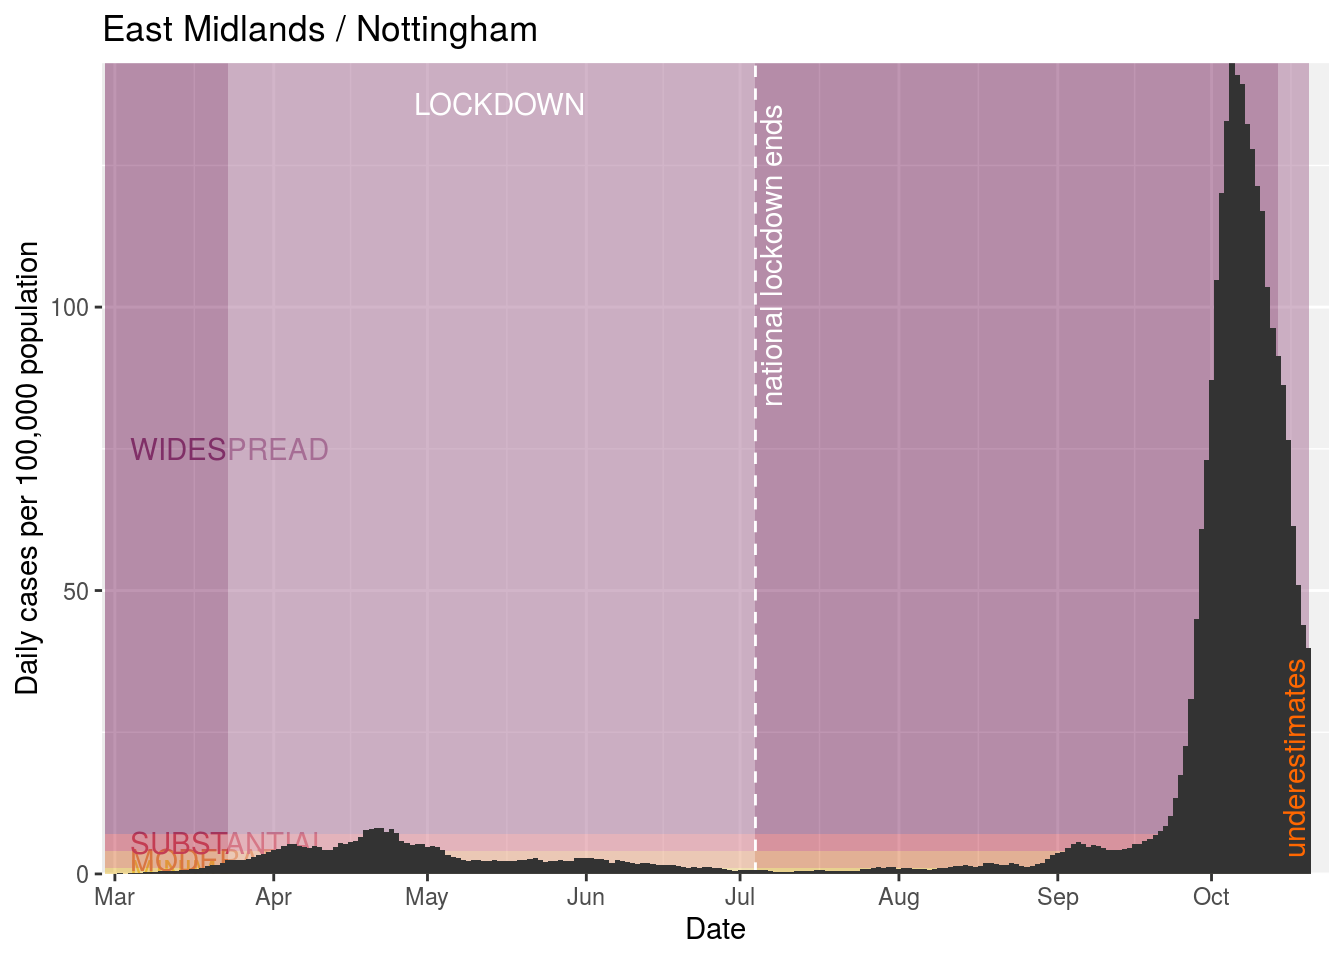 East Midlands / Nottingham
Daily cases per 100,000 population
100
50
0
LOCKDOWN
national lockdown ends
WIDESPREAD
SUBSTANTIAL
underestimates
Mar Apr May Jun Jul Aug Sep Oct
Date